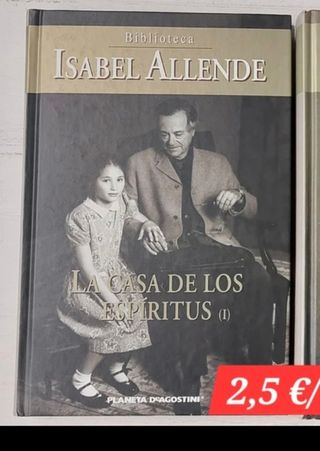 Biblioteca
ISABEL ALLENDE
LA CASA DE LOS
ESPÍRITUS (I)
PLANETA DEAGOSTINI
2,5 €/